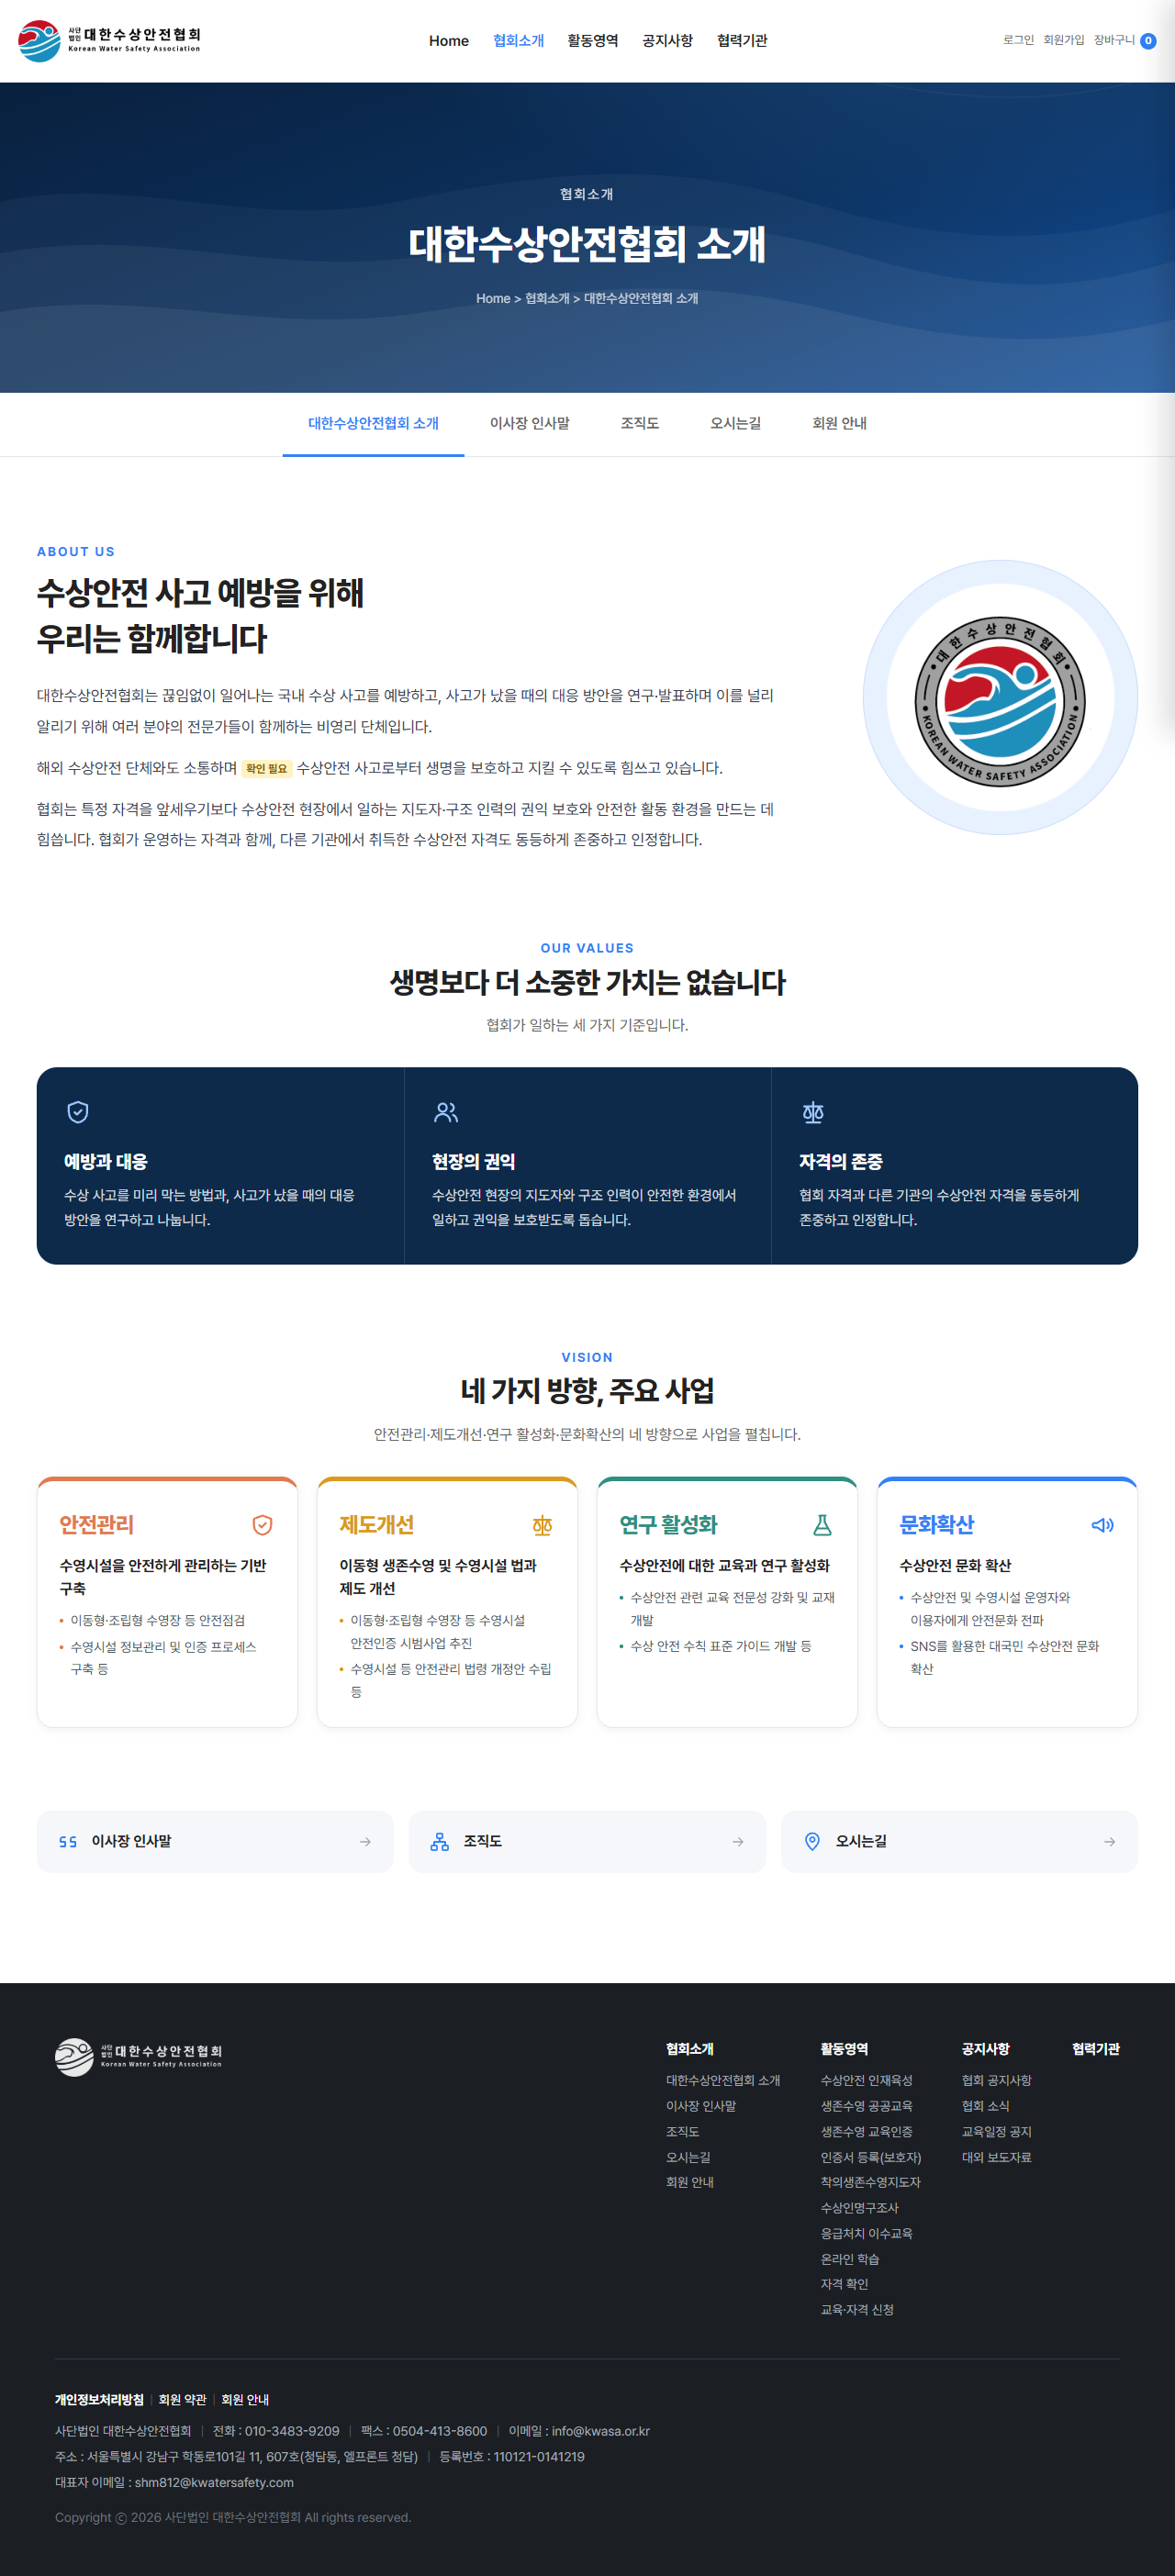 사단법인 대한수상안전협회
Korean Water Safety Association
Home 협회소개 활동영역 공지사항 협력기관
로그인 회원가입 장바구니 0
협회소개
대한수상안전협회 소개
Home > 협회소개 > 대한수상안전협회 소개
대한수상안전협회 소개 이사장 인사말 조직도 오시는길 회원 안내
ABOUT US
수상안전 사고 예방을 위해
우리는 함께합니다
대한수상안전협회는 끊임없이 일어나는 국내 수상 사고를 예방하고, 사고가 났을 때의 대응 방안을 연구·발표하며 이를 널리
알리기 위해 여러 분야의 전문가들이 함께하는 비영리 단체입니다.
해외 수상안전 단체와도 소통하며 확인 필요 수상안전 사고로부터 생명을 보호하고 지킬 수 있도록 힘쓰고 있습니다.
협회는 특정 자격을 앞세우기보다 수상안전 현장에서 일하는 지도자·구조 인력의 권익 보호와 안전한 활동 환경을 만드는 데
힘씁니다. 협회가 운영하는 자격과 함께, 다른 기관에서 취득한 수상안전 자격도 동등하게 존중하고 인정합니다.
대한수상안전협회
KOREAN WATER SAFETY ASSOCIATION
OUR VALUES
생명보다 더 소중한 가치는 없습니다
협회가 일하는 세 가지 기준입니다.
예방과 대응
수상 사고를 미리 막는 방법과, 사고가 났을 때의 대응
방안을 연구하고 나눕니다.
현장의 권익
수상안전 현장의 지도자와 구조 인력이 안전한 환경에서
일하고 권익을 보호받도록 돕습니다.
자격의 존중
협회 자격과 다른 기관의 수상안전 자격을 동등하게
존중하고 인정합니다.
VISION
네 가지 방향, 주요 사업
안전관리·제도개선·연구 활성화·문화확산의 네 방향으로 사업을 펼칩니다.
안전관리
수영시설을 안전하게 관리하는 기반
구축
• 이동형·조립형 수영장 등 안전점검
• 수영시설 정보관리 및 인증 프로세스
구축 등
제도개선
이동형 생존수영 및 수영시설 법과
제도 개선
• 이동형·조립형 수영장 등 수영시설
안전인증 시범사업 추진
• 수영시설 등 안전관리 법령 개정안 수립
등
연구 활성화
수상안전에 대한 교육과 연구 활성화
• 수상안전 관련 교육 전문성 강화 및 교재
개발
• 수상 안전 수칙 표준 가이드 개발 등
문화확산
수상안전 문화 확산
• 수상안전 및 수영시설 운영자와
이용자에게 안전문화 전파
• SNS를 활용한 대국민 수상안전 문화
확산
이사장 인사말 →
조직도 →
오시는길 →
사단법인 대한수상안전협회
Korean Water Safety Association
협회소개
대한수상안전협회 소개
이사장 인사말
조직도
오시는길
회원 안내
활동영역
수상안전 인재육성
생존수영 공공교육
생존수영 교육인증
인증서 등록(보호자)
착의생존수영지도자
수상인명구조사
응급처치 이수교육
온라인 학습
자격 확인
교육·자격 신청
공지사항
협회 공지사항
협회 소식
교육일정 공지
대외 보도자료
협력기관
개인정보처리방침 | 회원 약관 | 회원 안내
사단법인 대한수상안전협회 | 전화 : 010-3483-9209 | 팩스 : 0504-413-8600 | 이메일 : info@kwasa.or.kr
주소 : 서울특별시 강남구 학동로101길 11, 607호(청담동, 엘프론트 청담) | 등록번호 : 110121-0141219
대표자 이메일 : shm812@kwatersafety.com
Copyright ⓒ 2026 사단법인 대한수상안전협회 All rights reserved.